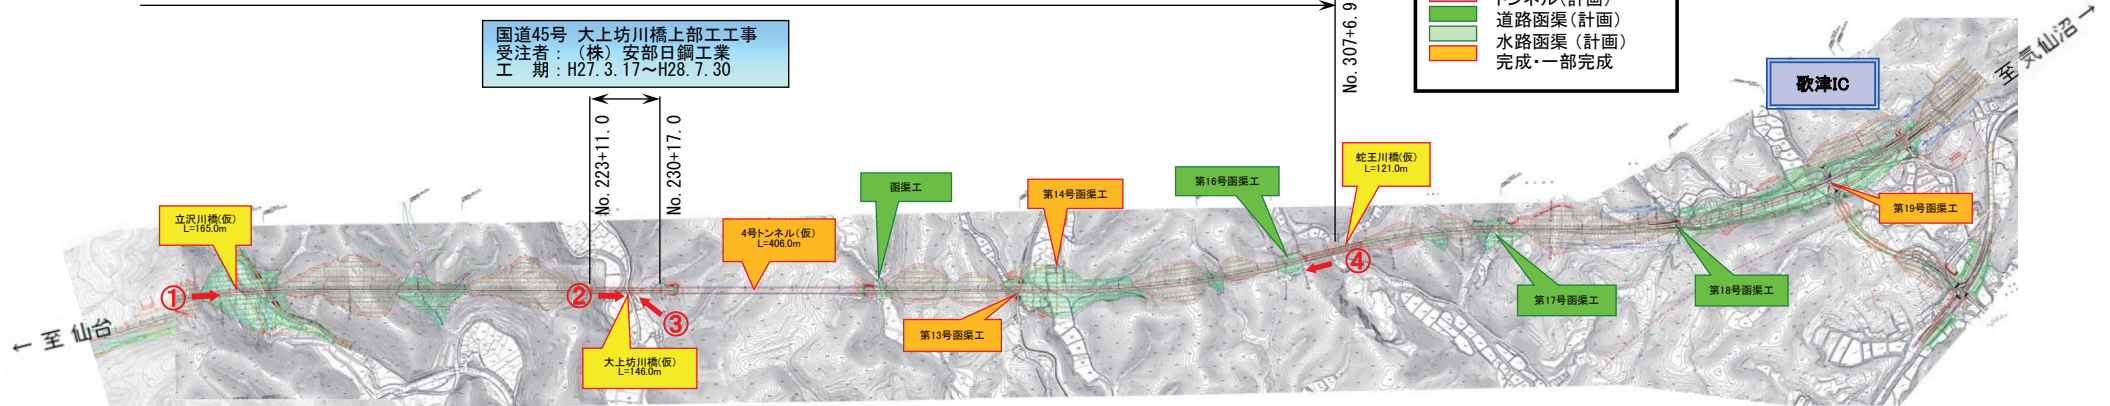 国道45号 大上坊川橋上部工工事
受注者：（株）安部日鋼工業
工　期：H27.3.17～H28.7.30
No. 223+11.0
No. 230+17.0
No. 307+6.9
トンネル（計画）
道路函渠（計画）
水路函渠（計画）
完成・一部完成
歌津IC
至 気仙沼 →
← 至 仙台
立沢川橋(仮)
L=165.0m
①
②
大上坊川橋(仮)
L=146.0m
③
4号トンネル(仮)
L=406.0m
函渠工
第13号函渠工
第14号函渠工
第16号函渠工
④
蛇王川橋(仮)
L=121.0m
第17号函渠工
第18号函渠工
第19号函渠工